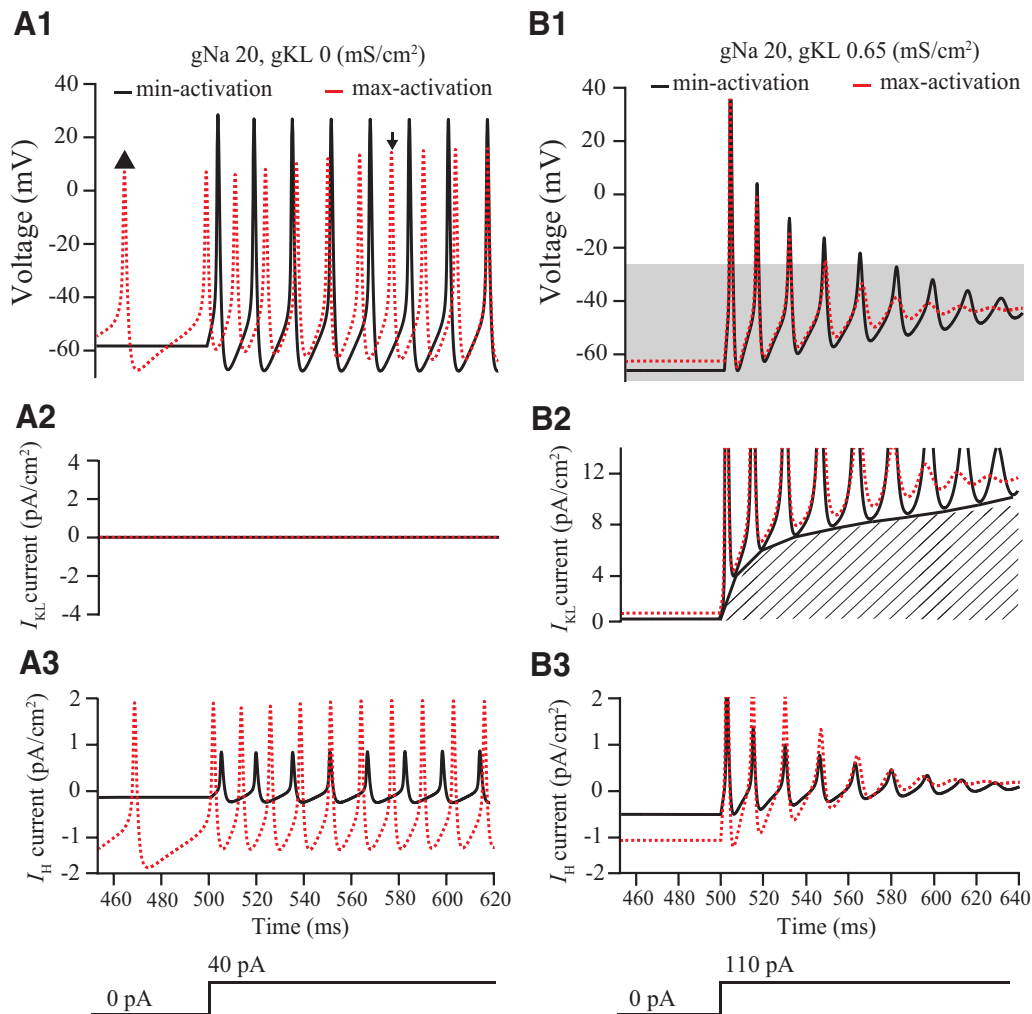 A1
gNa 20, gKL 0 (mS/cm²)
min-activation
max-activation
40
20
0
-20
-40
-60
Voltage (mV)
A2
4
2
0
-2
-4
I_KL current (pA/cm²)
A3
2
1
0
-1
-2
I_H current (pA/cm²)
460 480 500 520 540 560 580 600 620
Time (ms)
40 pA
0 pA
B1
gNa 20, gKL 0.65 (mS/cm²)
min-activation
max-activation
40
20
0
-20
-40
-60
Voltage (mV)
B2
12
8
4
0
I_KL current (pA/cm²)
B3
2
1
0
-1
-2
I_H current (pA/cm²)
460 480 500 520 540 560 580 600 620 640
Time (ms)
110 pA
0 pA